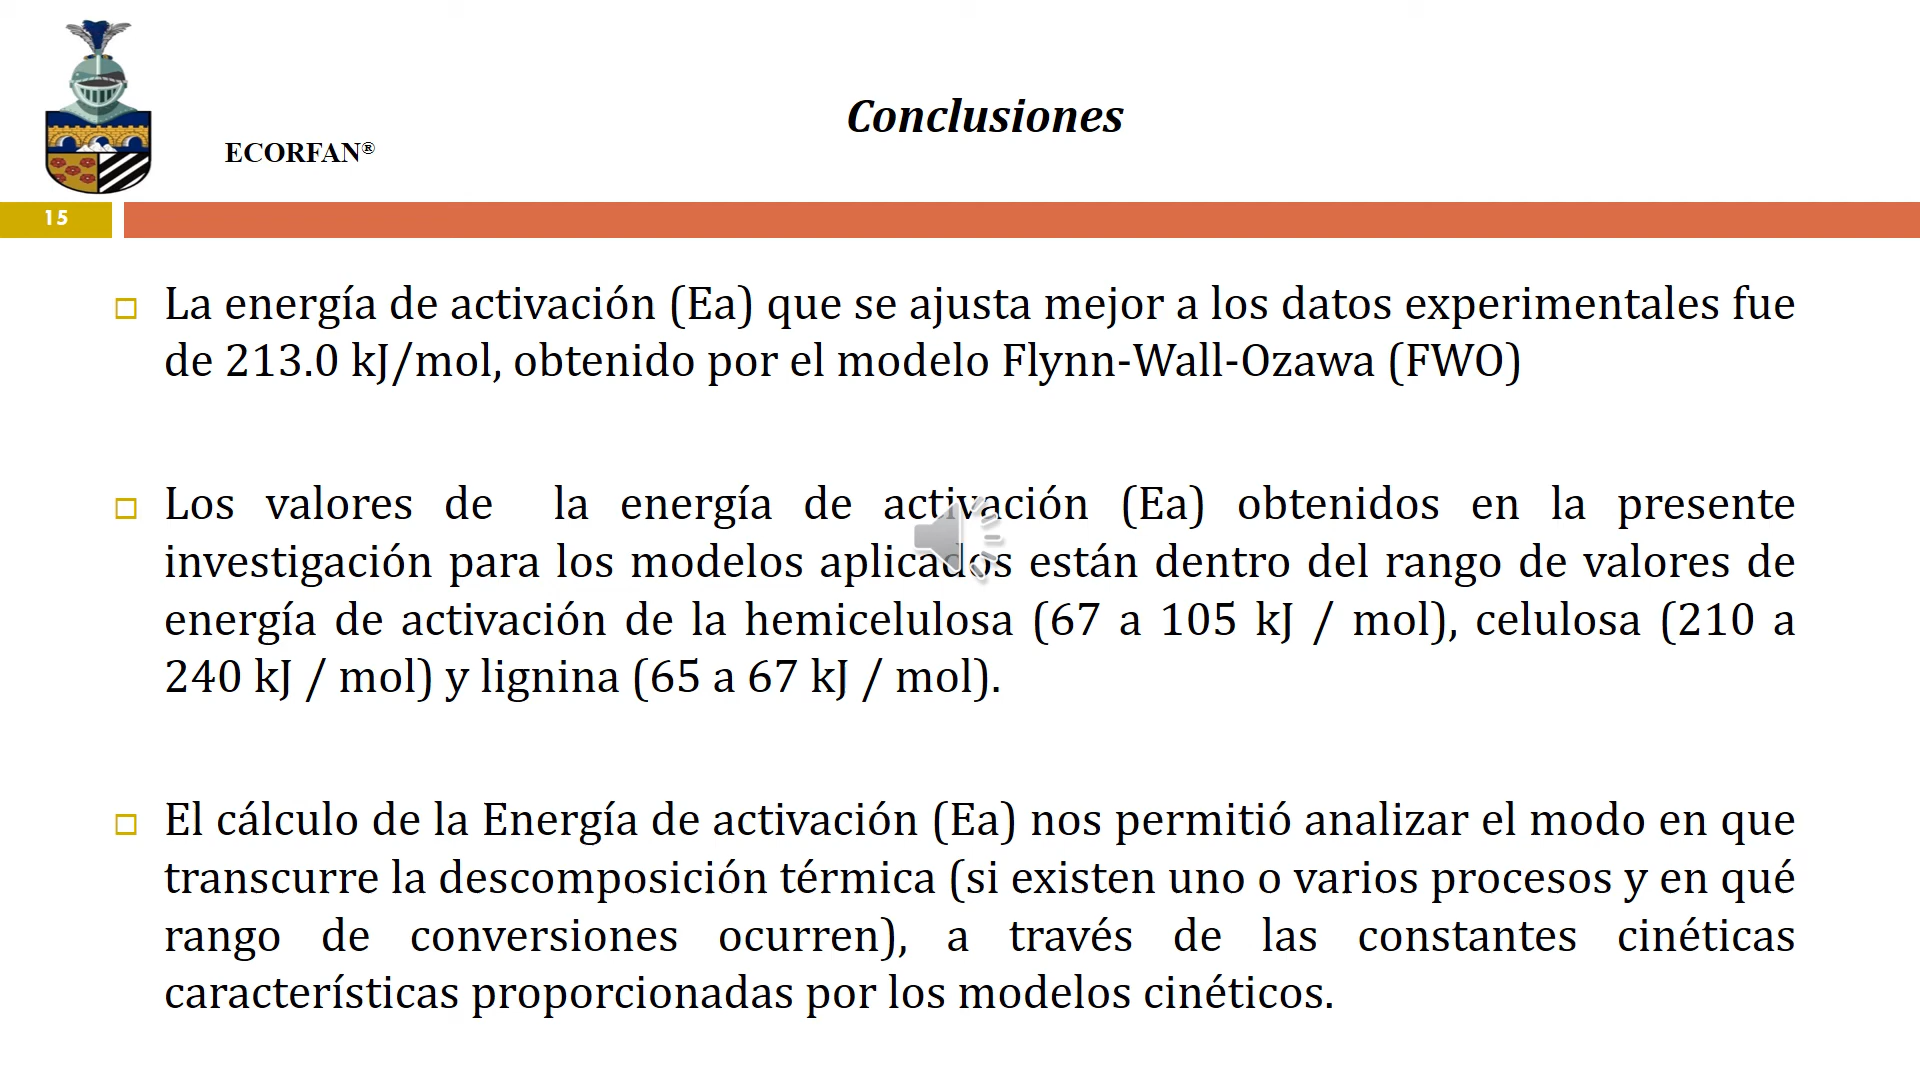 Conclusiones
ECORFAN®
15
La energía de activación (Ea) que se ajusta mejor a los datos experimentales fue
de 213.0 kJ/mol, obtenido por el modelo Flynn-Wall-Ozawa (FWO)
Los valores de la energía de activación (Ea) obtenidos en la presente
investigación para los modelos aplicados están dentro del rango de valores de
energía de activación de la hemicelulosa (67 a 105 kJ / mol), celulosa (210 a
240 kJ / mol) y lignina (65 a 67 kJ / mol).
El cálculo de la Energía de activación (Ea) nos permitió analizar el modo en que
transcurre la descomposición térmica (si existen uno o varios procesos y en qué
rango de conversiones ocurren), a través de las constantes cinéticas
características proporcionadas por los modelos cinéticos.